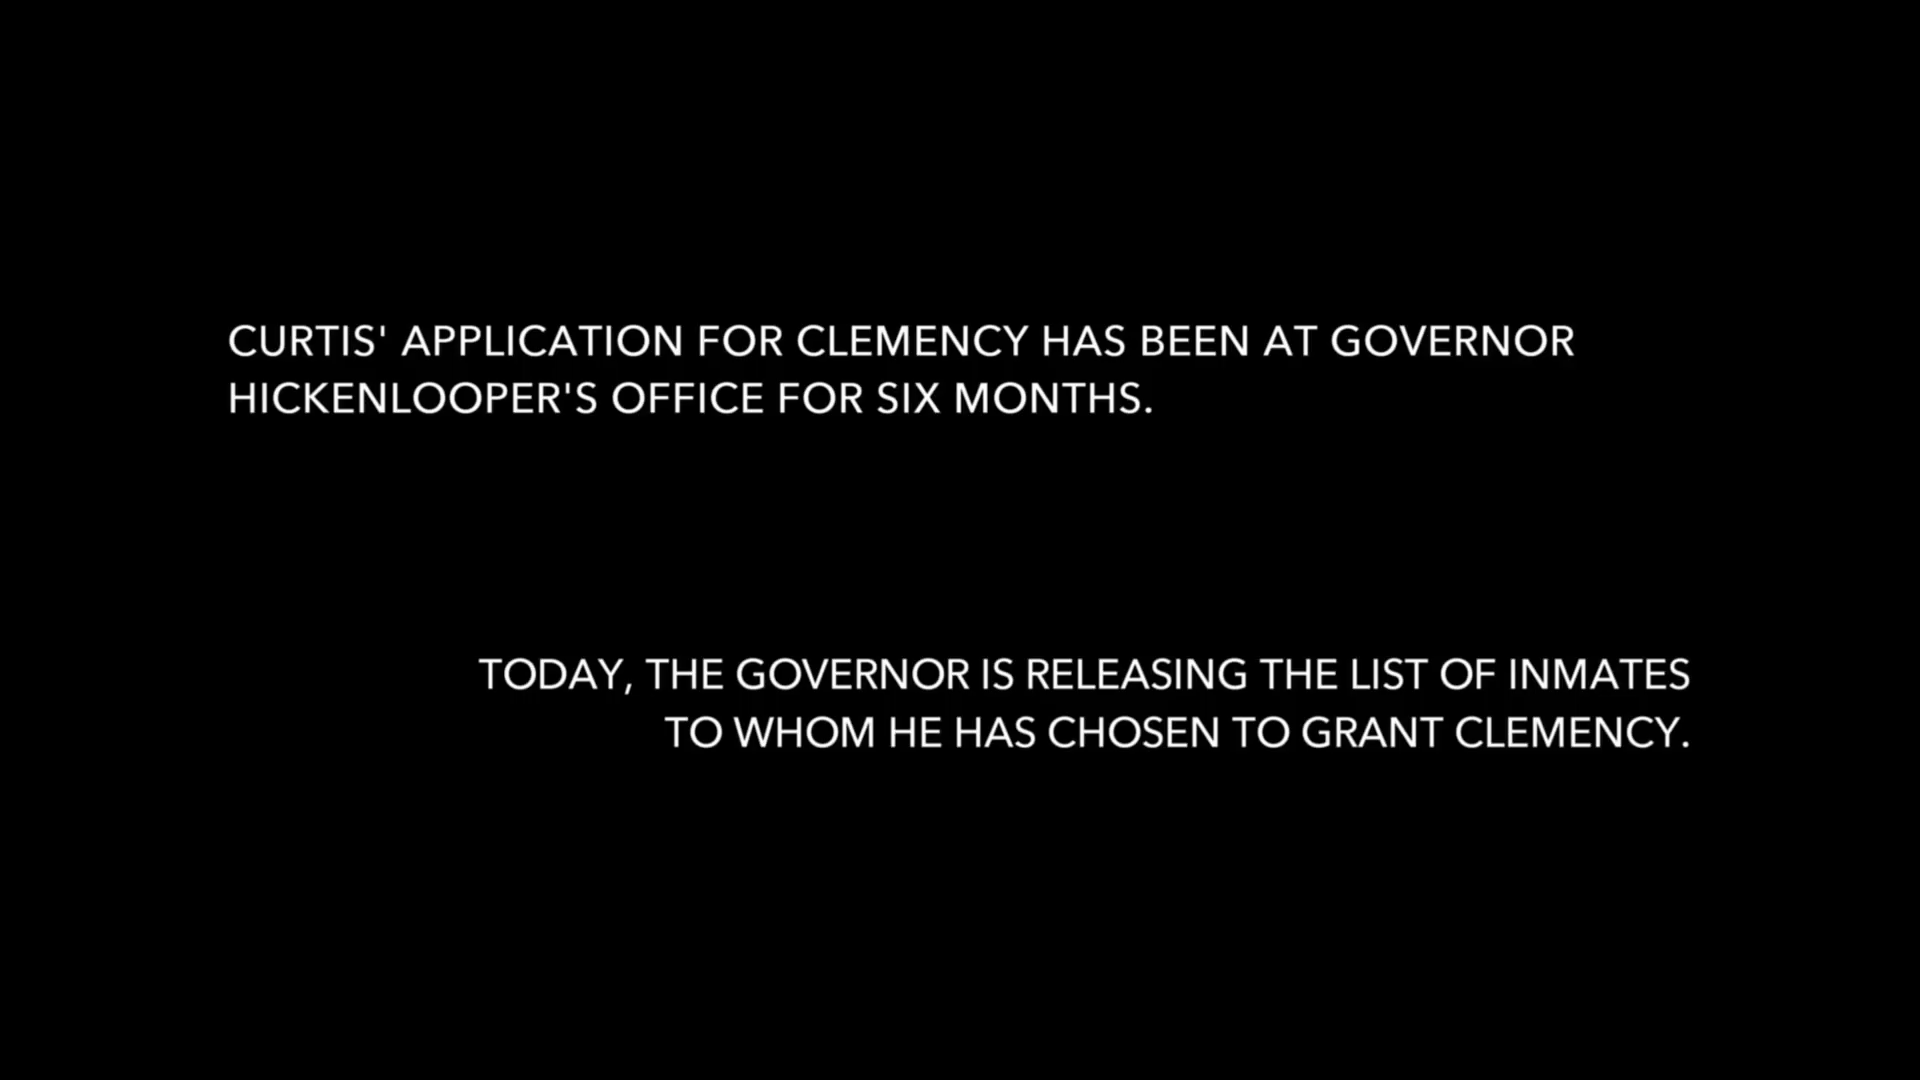 CURTIS' APPLICATION FOR CLEMENCY HAS BEEN AT GOVERNOR
HICKENLOOPER'S OFFICE FOR SIX MONTHS.
TODAY, THE GOVERNOR IS RELEASING THE LIST OF INMATES
TO WHOM HE HAS CHOSEN TO GRANT CLEMENCY.